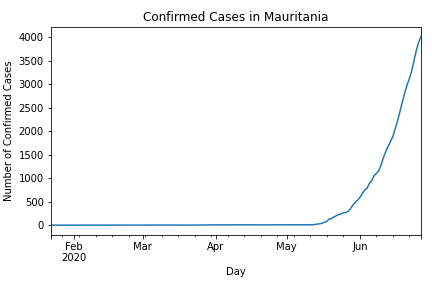 Confirmed Cases in Mauritania
Number of Confirmed Cases
4000
3500
3000
2500
2000
1500
1000
500
0
Feb
2020
Mar
Apr
May
Jun
Day